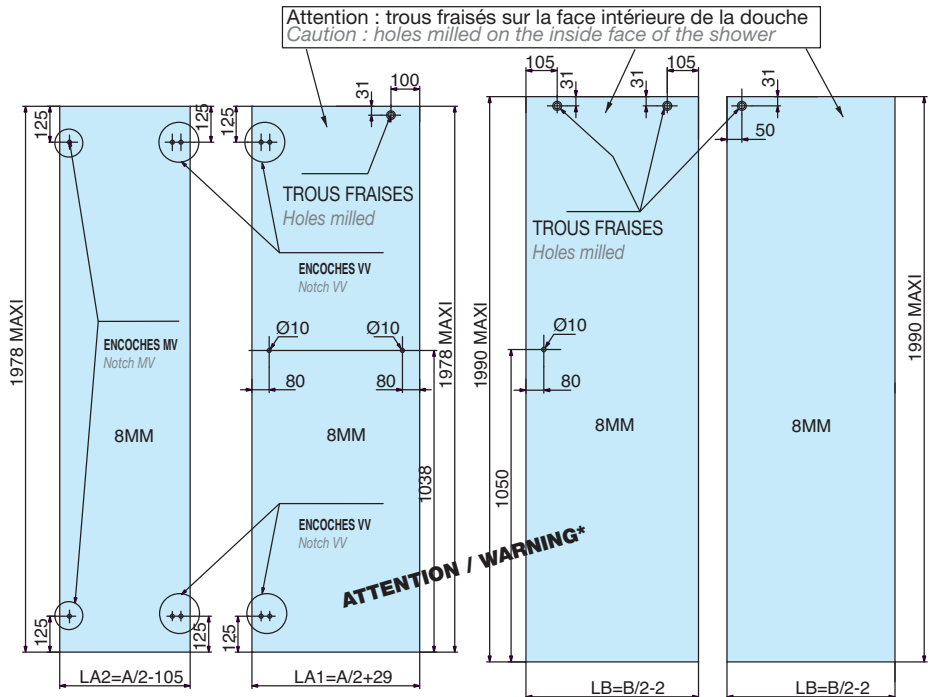 Attention : trous fraisés sur la face intérieure de la douche
Caution : holes milled on the inside face of the shower
105
31
31
105
31
100
31
50
125
125
125
TROUS FRAISES
Holes milled
TROUS FRAISES
Holes milled
ENCOCHES VV
Notch VV
1978 MAXI
ENCOCHES MV
Notch MV
Ø10
Ø10
1978 MAXI
1990 MAXI
Ø10
1990 MAXI
80
80
80
8MM
8MM
8MM
8MM
1038
1050
ENCOCHES VV
Notch VV
ATTENTION / WARNING*
125
125
125
LA2=A/2-105
LA1=A/2+29
LB=B/2-2
LB=B/2-2